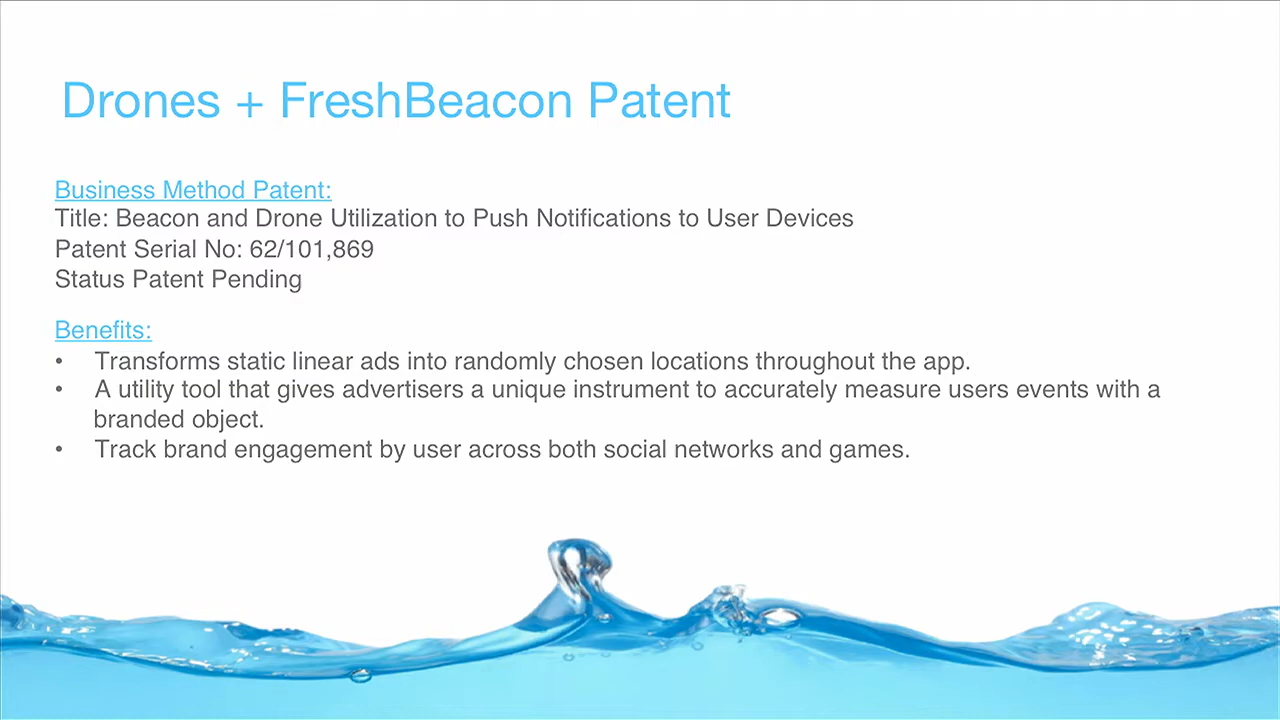 Drones + FreshBeacon Patent
Business Method Patent:
Title: Beacon and Drone Utilization to Push Notifications to User Devices
Patent Serial No: 62/101,869
Status Patent Pending
Benefits:
• Transforms static linear ads into randomly chosen locations throughout the app.
• A utility tool that gives advertisers a unique instrument to accurately measure users events with a
branded object.
• Track brand engagement by user across both social networks and games.